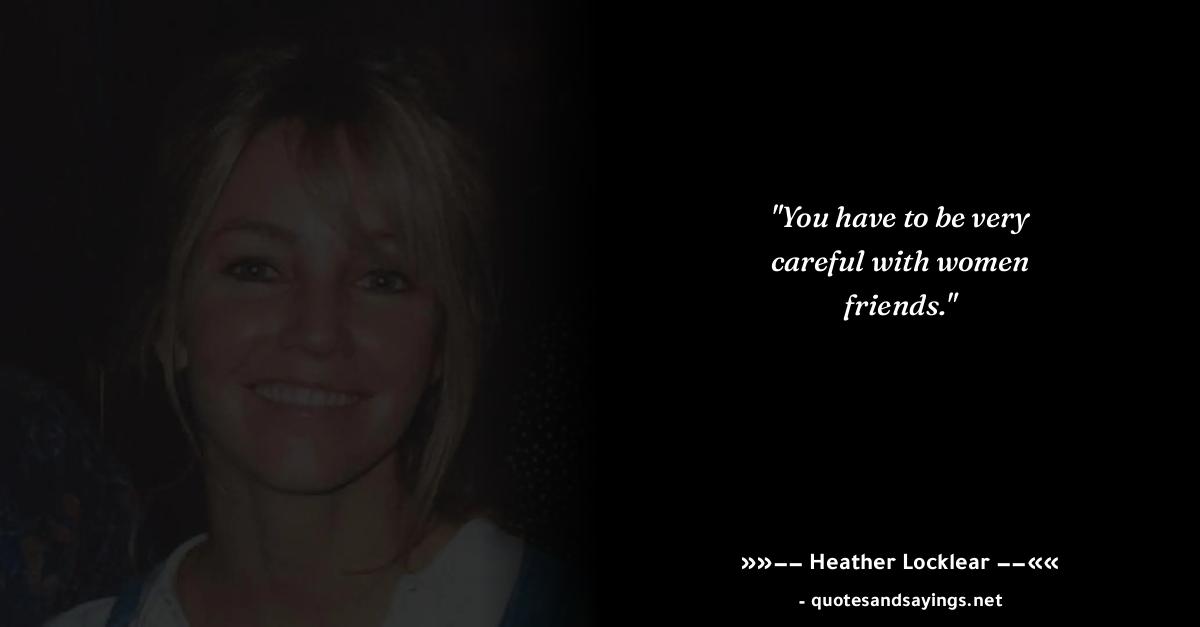 "You have to be very
careful with women
friends."
»»–– Heather Locklear ––««
- quotesandsayings.net